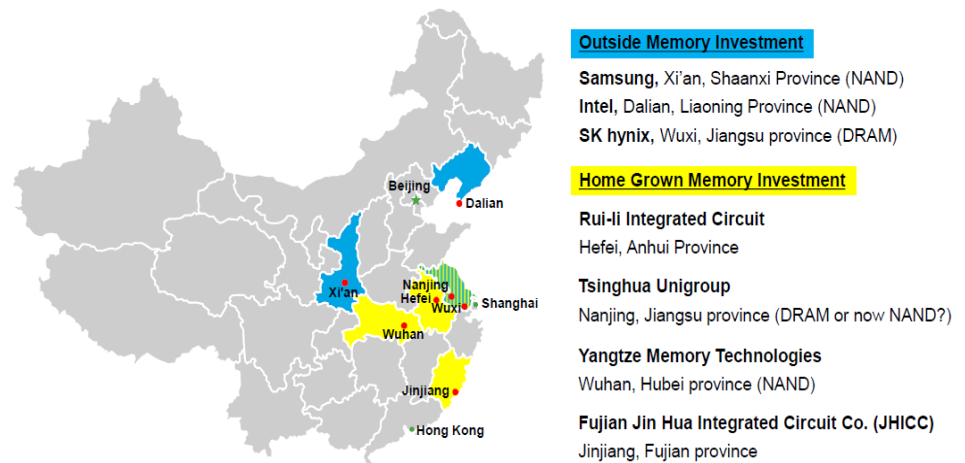 Outside Memory Investment
Samsung, Xi'an, Shaanxi Province (NAND)
Intel, Dalian, Liaoning Province (NAND)
SK hynix, Wuxi, Jiangsu province (DRAM)
Home Grown Memory Investment
Rui-li Integrated Circuit
Hefei, Anhui Province
Tsinghua Unigroup
Nanjing, Jiangsu province (DRAM or now NAND?)
Yangtze Memory Technologies
Wuhan, Hubei province (NAND)
Fujian Jin Hua Integrated Circuit Co. (JHICC)
Jinjiang, Fujian province
Beijing
Dalian
Xi'an
Nanjing
Hefei
Wuxi
Shanghai
Wuhan
Jinjiang
Hong Kong